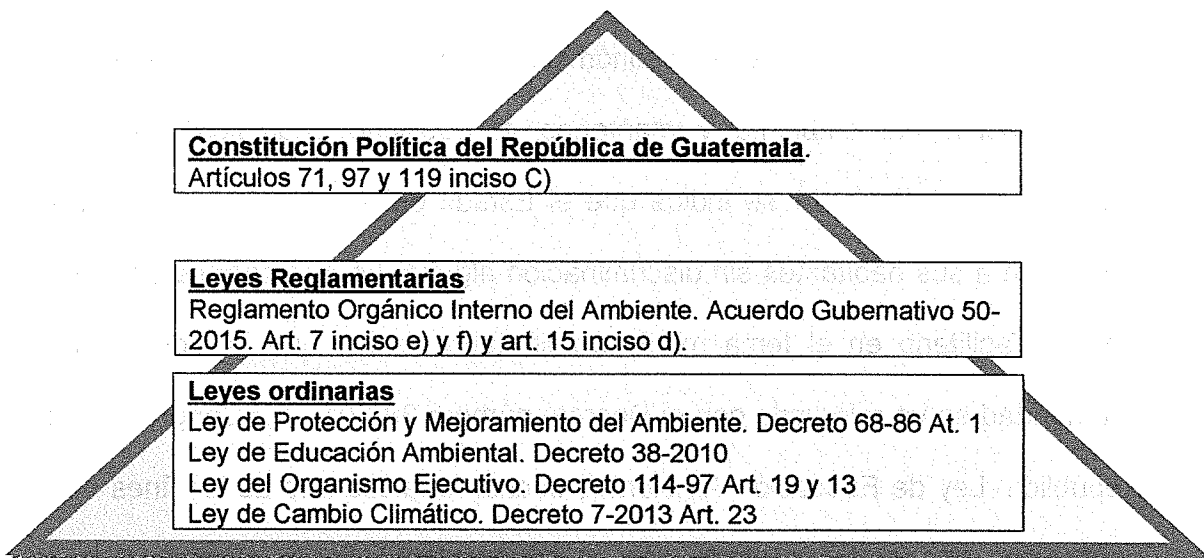 Constitución Política del República de Guatemala.
Artículos 71, 97 y 119 inciso C)
Leyes Reglamentarias
Reglamento Orgánico Interno del Ambiente. Acuerdo Gubernativo 50-
2015. Art. 7 inciso e) y f) y art. 15 inciso d).
Leyes ordinarias
Ley de Protección y Mejoramiento del Ambiente. Decreto 68-86 At. 1
Ley de Educación Ambiental. Decreto 38-2010
Ley del Organismo Ejecutivo. Decreto 114-97 Art. 19 y 13
Ley de Cambio Climático. Decreto 7-2013 Art. 23